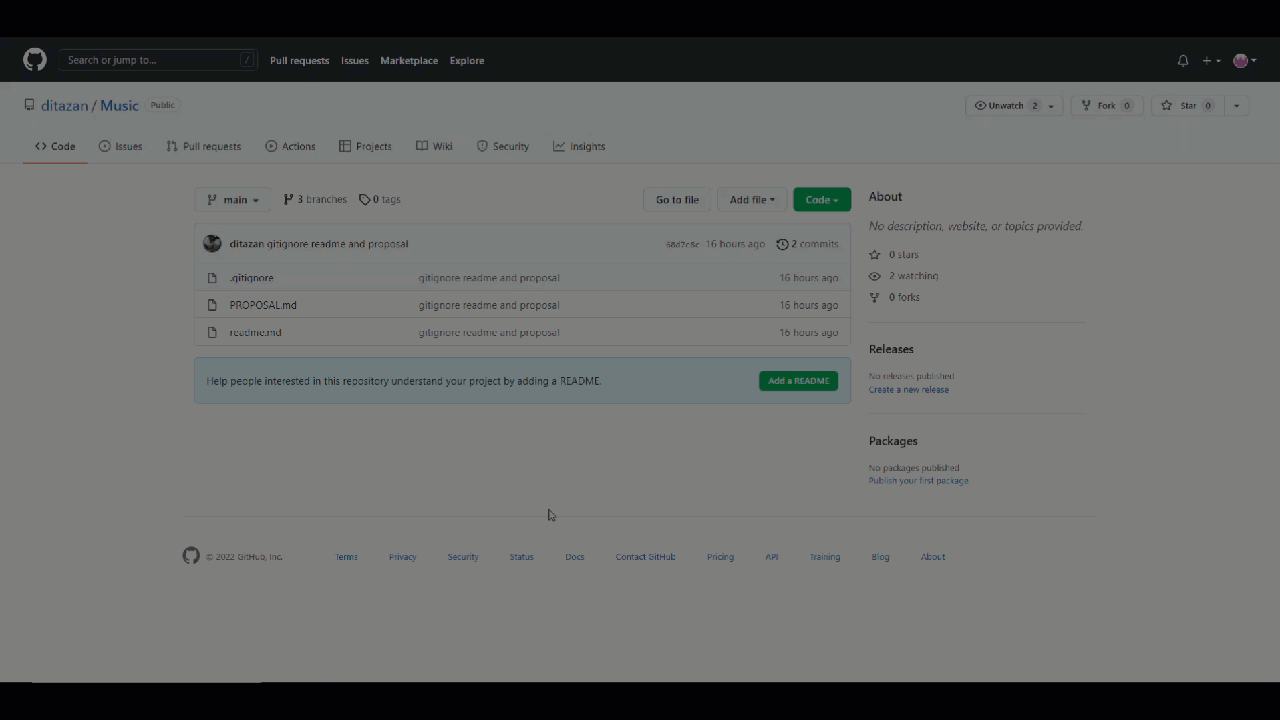 Search or jump to... /
Pull requests Issues Marketplace Explore
ditazan / Music Public
Unwatch 2 Fork 0 Star 0
Code Issues Pull requests Actions Projects Wiki Security Insights
main 3 branches 0 tags Go to file Add file Code
ditazan gitignore readme and proposal 16 hours ago 2 commits
.gitignore gitignore readme and proposal 16 hours ago
PROPOSAL.md gitignore readme and proposal 16 hours ago
readme.md gitignore readme and proposal 16 hours ago
Help people interested in this repository understand your project by adding a README. Add a README
About
No description, website, or topics provided.
0 stars
2 watching
0 forks
Releases
No releases published
Create a new release
Packages
No packages published
Publish your first package
© 2022 GitHub, Inc. Terms Privacy Security Status Docs Contact GitHub Pricing API Training Blog About